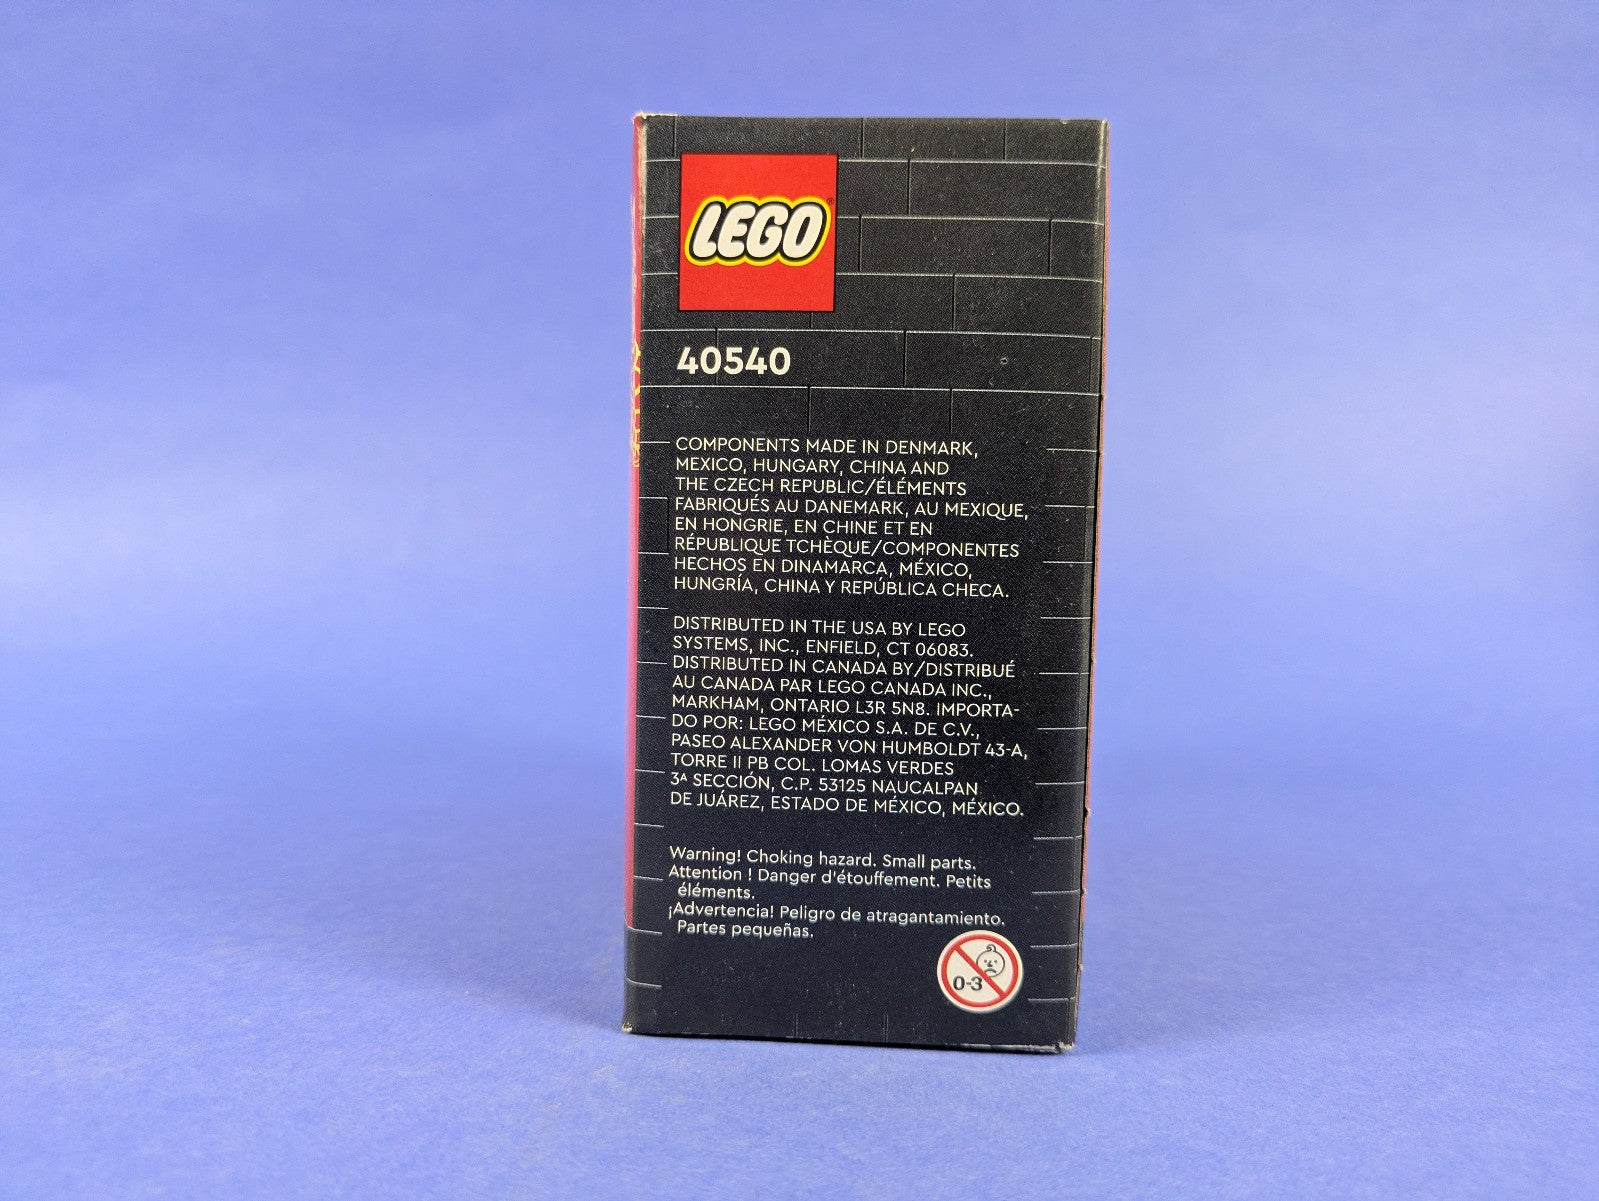 LEGO®
40540
COMPONENTS MADE IN DENMARK,
MEXICO, HUNGARY, CHINA AND
THE CZECH REPUBLIC/ÉLÉMENTS
FABRIQUÉS AU DANEMARK, AU MEXIQUE,
EN HONGRIE, EN CHINE ET EN
RÉPUBLIQUE TCHÈQUE/COMPONENTES
HECHOS EN DINAMARCA, MÉXICO,
HUNGRÍA, CHINA Y REPÚBLICA CHECA.
DISTRIBUTED IN THE USA BY LEGO
SYSTEMS, INC., ENFIELD, CT 06083.
DISTRIBUTED IN CANADA BY/DISTRIBUÉ
AU CANADA PAR LEGO CANADA INC.,
MARKHAM, ONTARIO L3R 5N8. IMPORTA-
DO POR: LEGO MÉXICO S.A. DE C.V.,
PASEO ALEXANDER VON HUMBOLDT 43-A,
TORRE II PB COL. LOMAS VERDES
3ᴬ SECCIÓN, C.P. 53125 NAUCALPAN
DE JUÁREZ, ESTADO DE MÉXICO, MÉXICO.
Warning! Choking hazard. Small parts.
Attention ! Danger d'étouffement. Petits
éléments.
¡Advertencia! Peligro de atragantamiento.
Partes pequeñas.
0-3